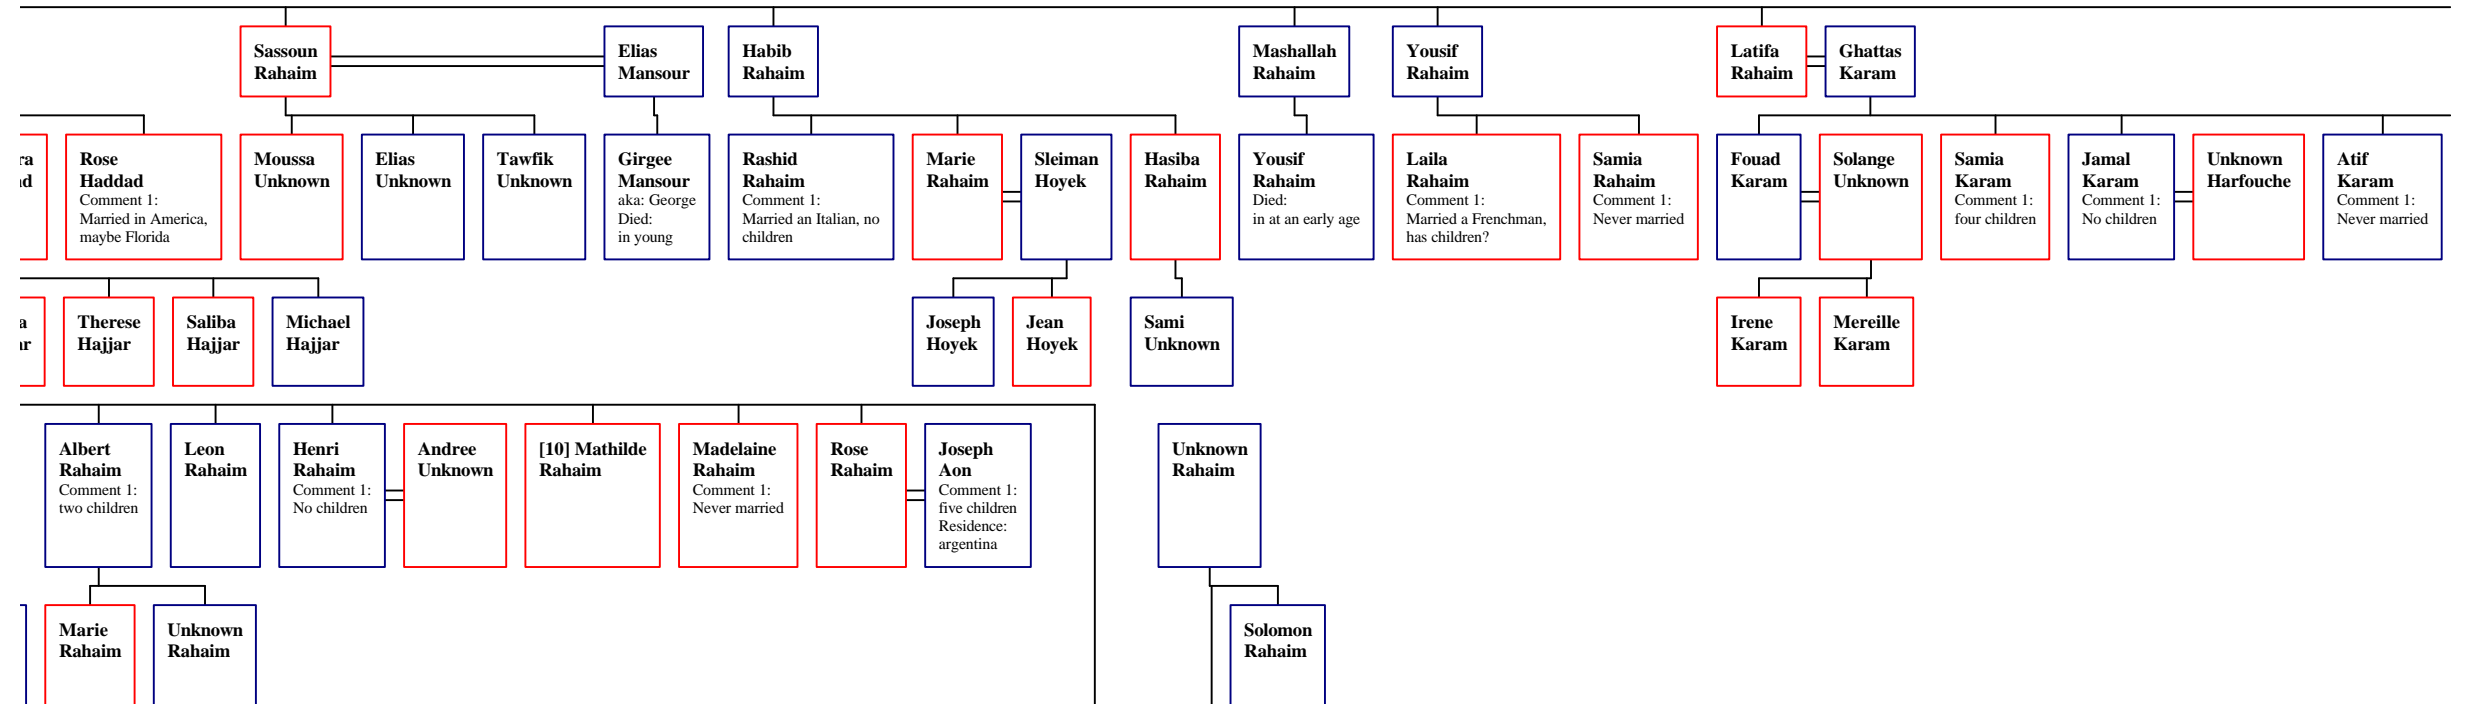 Sassoun
Rahaim
Elias
Mansour
Habib
Rahaim
Mashallah
Rahaim
Yousif
Rahaim
Latifa
Rahaim
Ghattas
Karam
ra
d
Rose
Haddad
Comment 1:
Married in America,
maybe Florida
Moussa
Unknown
Elias
Unknown
Tawfik
Unknown
Girgee
Mansour
aka: George
Died:
in young
Rashid
Rahaim
Comment 1:
Married an Italian, no
children
Marie
Rahaim
Sleiman
Hoyek
Hasiba
Rahaim
Yousif
Rahaim
Died:
in at an early age
Laila
Rahaim
Comment 1:
Married a Frenchman,
has children?
Samia
Rahaim
Comment 1:
Never married
Fouad
Karam
Solange
Unknown
Samia
Karam
Comment 1:
four children
Jamal
Karam
Comment 1:
No children
Unknown
Harfouche
Atif
Karam
Comment 1:
Never married
a
ar
Therese
Hajjar
Saliba
Hajjar
Michael
Hajjar
Joseph
Hoyek
Jean
Hoyek
Sami
Unknown
Irene
Karam
Mereille
Karam
Albert
Rahaim
Comment 1:
two children
Leon
Rahaim
Henri
Rahaim
Comment 1:
No children
Andree
Unknown
[10] Mathilde
Rahaim
Madelaine
Rahaim
Comment 1:
Never married
Rose
Rahaim
Joseph
Aon
Comment 1:
five children
Residence:
argentina
Unknown
Rahaim
Marie
Rahaim
Unknown
Rahaim
Solomon
Rahaim